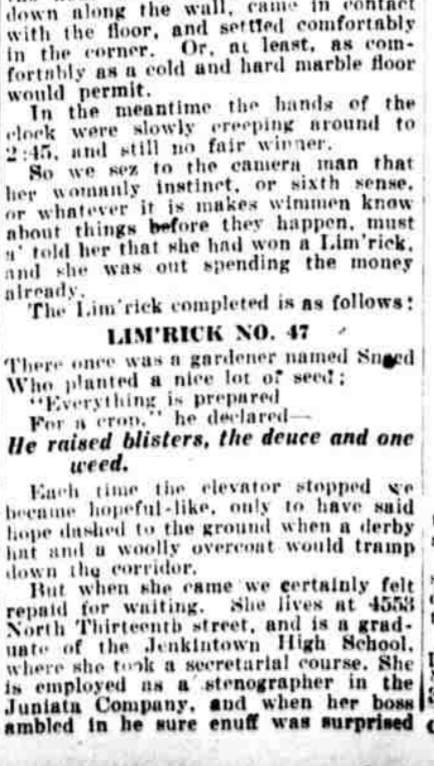 down along the wall, came in contact
with the floor, and settled comfortably
in the corner. Or, at least, as com-
fortably as a cold and hard marble floor
would permit.
In the meantime the hands of the
clock were slowly creeping around to
2:45, and still no fair winner.
So we sez to the camera man that
her womanly instinct, or sixth sense,
or whatever it is makes wimmen know
about things before they happen, must
a' told her that she had won a Lim'rick,
and she was out spending the money
already.
The Lim'rick completed is as follows:
LIM'RICK NO. 47
There once was a gardener named Sneed
Who planted a nice lot of seed;
"Everything is prepared
For a crop," he declared—
He raised blisters, the deuce and one
weed.
Each time the elevator stopped we
became hopeful-like, only to have said
hope dashed to the ground when a derby
hat and a woolly overcoat would tramp
down the corridor.
But when she came we certainly felt
repaid for waiting. She lives at 4553
North Thirteenth street, and is a grad-
uate of the Jenkintown High School,
where she took a secretarial course. She
is employed as a stenographer in the
Juniata Company, and when her boss
ambled in he sure enuff was surprised